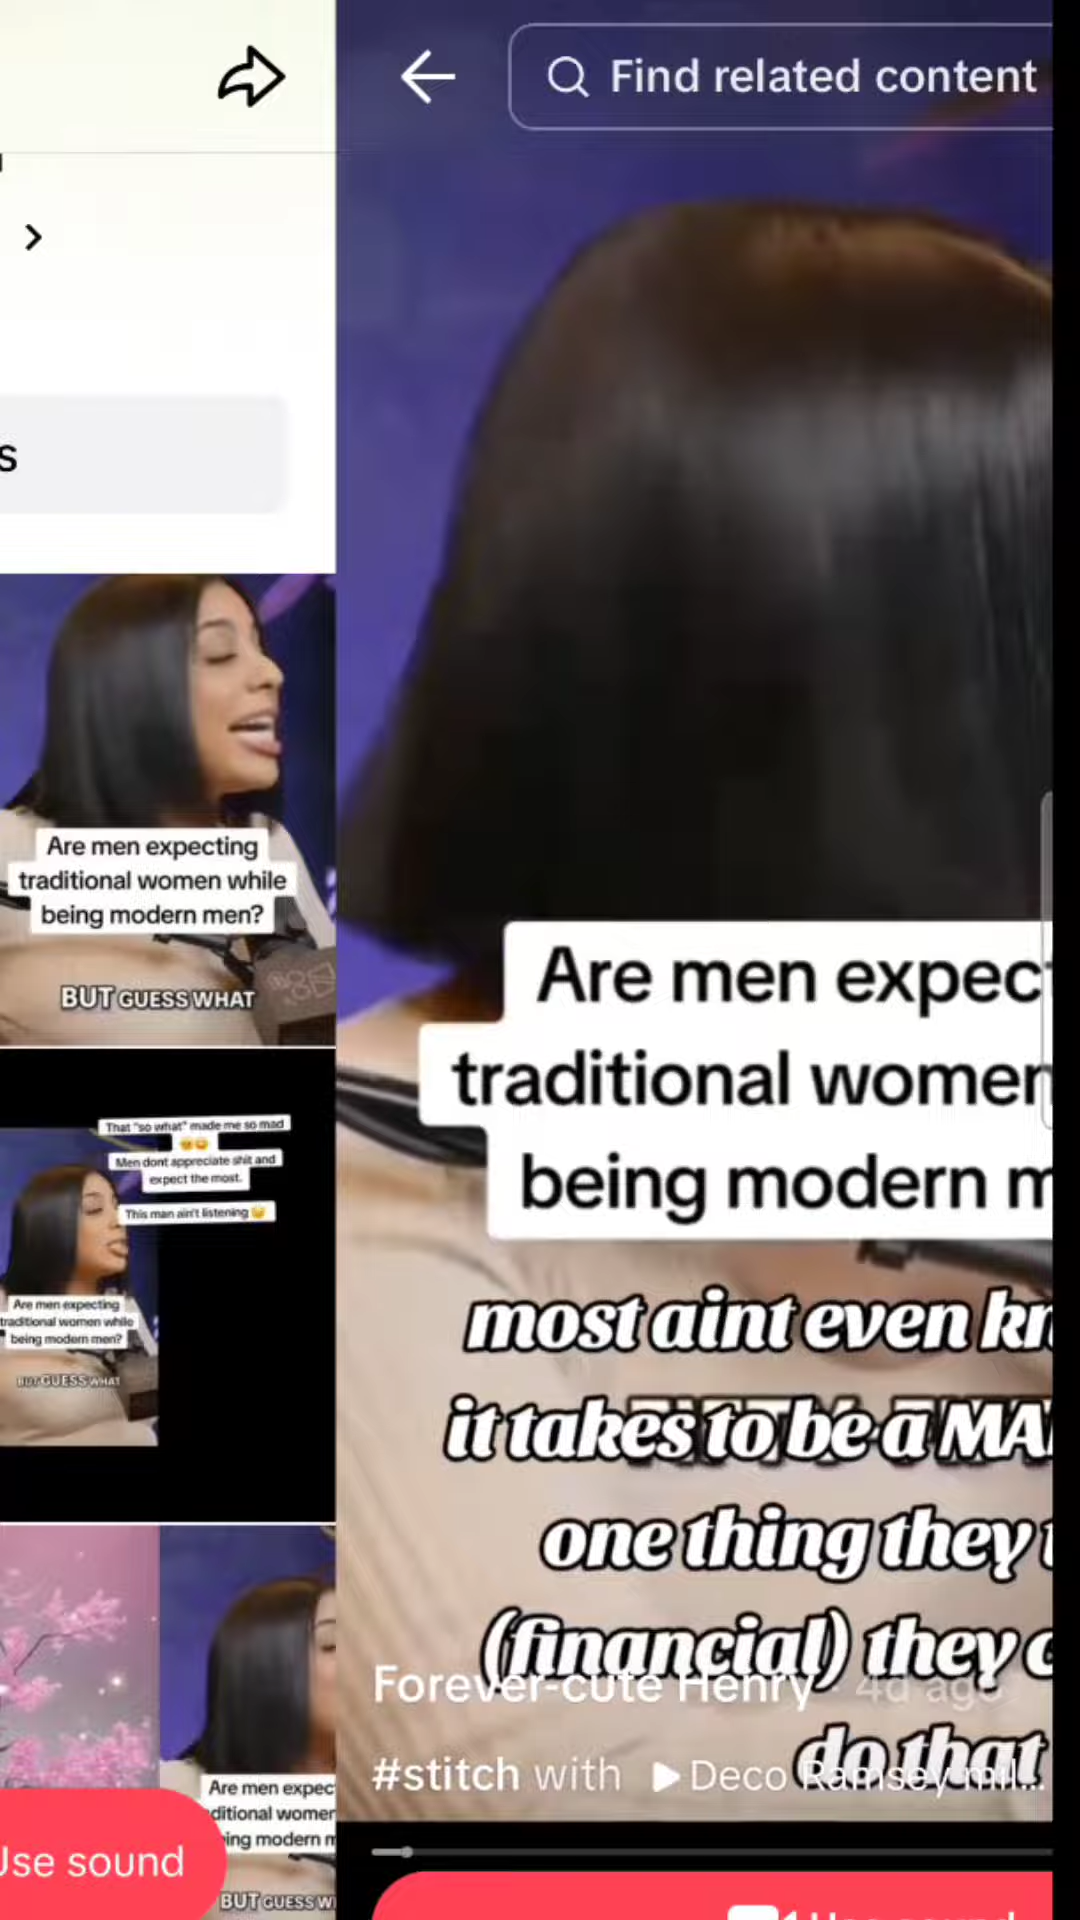 Find related content
s
Are men expecting
traditional women while
being modern men?
BUT GUESS WHAT
That "so what" made me so mad
Men dont appreciate shit and
expect the most.
This man ain't listening
Are men expecting
traditional women while
being modern men?
BUT GUESS WHAT
Are men expec
ditional women
ing modern m
BUT GUESS W
Use sound
Are men expec
traditional women
being modern m
most aint even kn
it takes to be a MA
one thing they
(financial) they
do that
Forever-cute Henry 4d ago
#stitch with Deco Ramsey mil...
Use sound